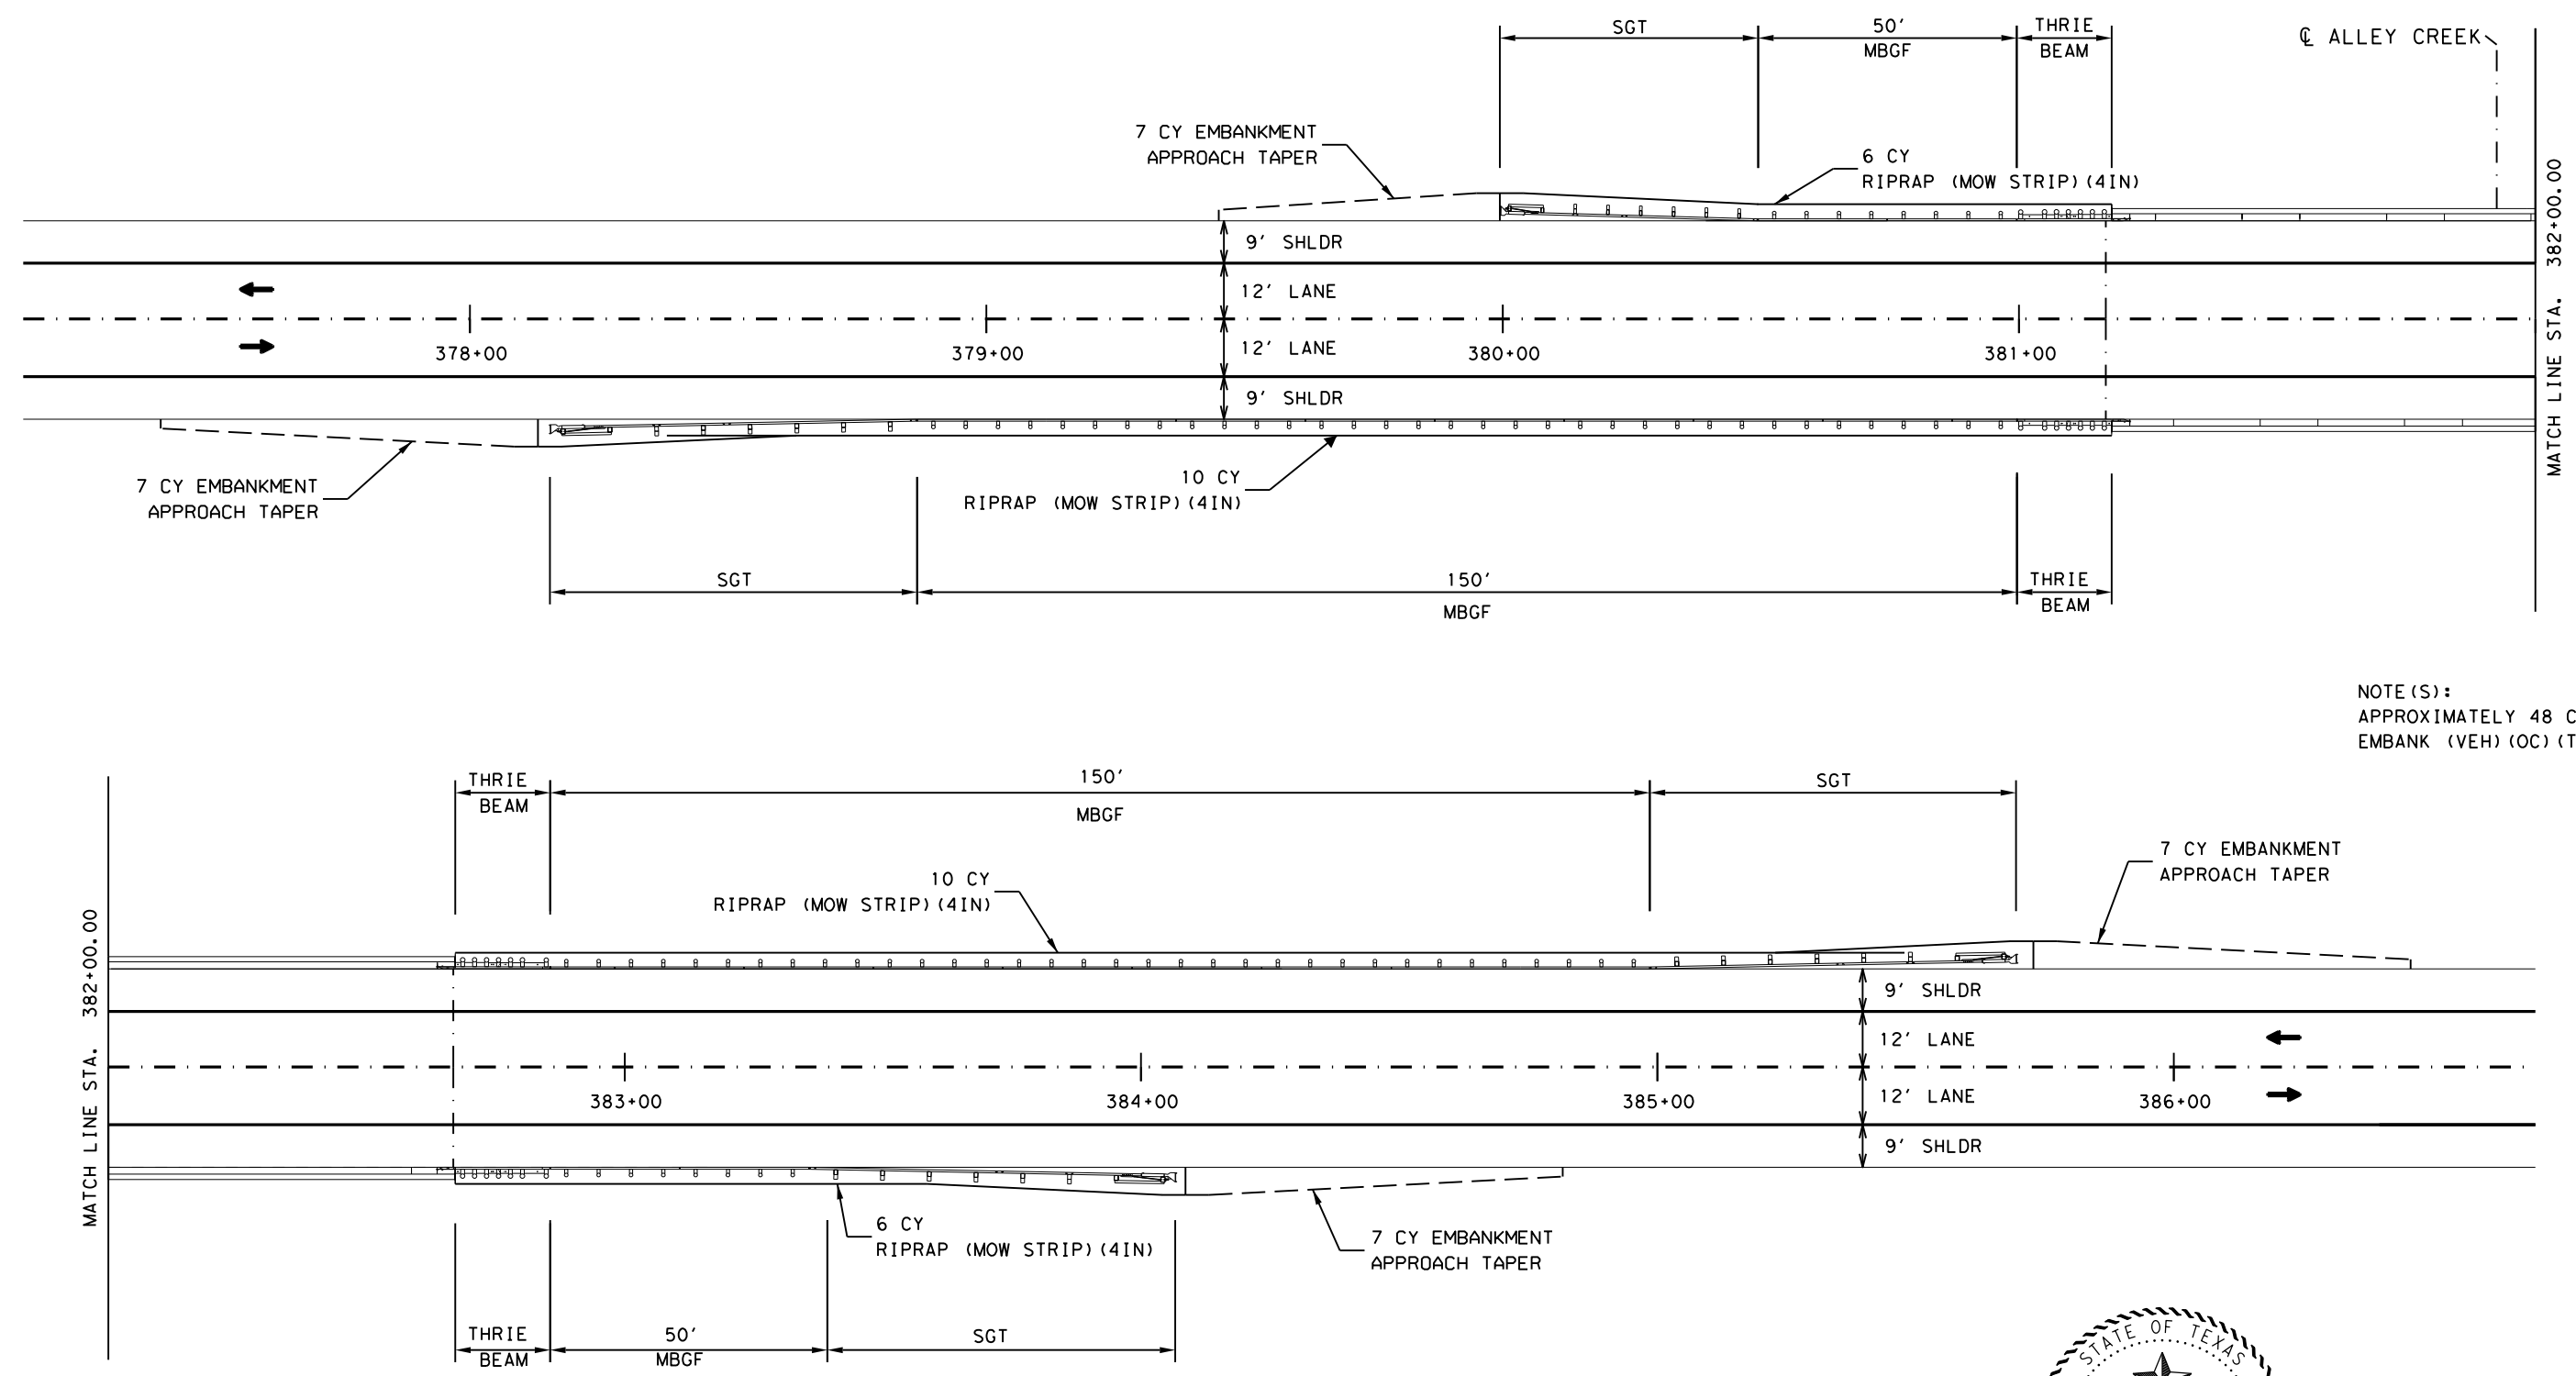 SGT
50'
MBGF
THRIE
BEAM
℄ ALLEY CREEK
7 CY EMBANKMENT
APPROACH TAPER
6 CY
RIPRAP (MOW STRIP)(4IN)
9' SHLDR
12' LANE
12' LANE
9' SHLDR
378+00
379+00
380+00
381+00
MATCH LINE STA. 382+00.00
7 CY EMBANKMENT
APPROACH TAPER
10 CY
RIPRAP (MOW STRIP)(4IN)
SGT
150'
MBGF
THRIE
BEAM
NOTE(S):
APPROXIMATELY 48 C
EMBANK (VEH)(OC)(T
THRIE
BEAM
150'
MBGF
SGT
7 CY EMBANKMENT
APPROACH TAPER
10 CY
RIPRAP (MOW STRIP)(4IN)
MATCH LINE STA. 382+00.00
9' SHLDR
12' LANE
12' LANE
9' SHLDR
383+00
384+00
385+00
386+00
6 CY
RIPRAP (MOW STRIP)(4IN)
7 CY EMBANKMENT
APPROACH TAPER
THRIE
BEAM
50'
MBGF
SGT
STATE OF TEXAS